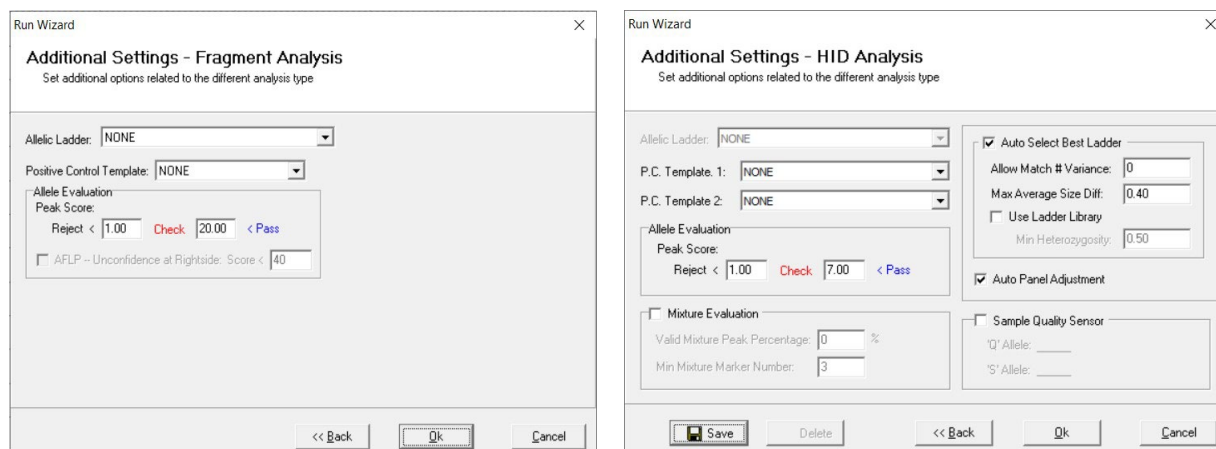 Run Wizard
Additional Settings - Fragment Analysis
Set additional options related to the different analysis type
Allelic Ladder: NONE
Positive Control Template: NONE
Allele Evaluation
Peak Score:
Reject < 1.00 Check 20.00 < Pass
AFLP -- Unconfidence at Rightside: Score < 40
<< Back Ok Cancel
Run Wizard
Additional Settings - HID Analysis
Set additional options related to the different analysis type
Allelic Ladder: NONE
P.C. Template. 1: NONE
P.C. Template 2: NONE
Allele Evaluation
Peak Score:
Reject < 1.00 Check 7.00 < Pass
Mixture Evaluation
Valid Mixture Peak Percentage: 0 %
Min Mixture Marker Number: 3
Auto Select Best Ladder
Allow Match # Variance: 0
Max Average Size Diff: 0.40
Use Ladder Library
Min Heterozygosity: 0.50
Auto Panel Adjustment
Sample Quality Sensor
'Q' Allele: _____
'S' Allele: _____
Save Delete << Back Ok Cancel